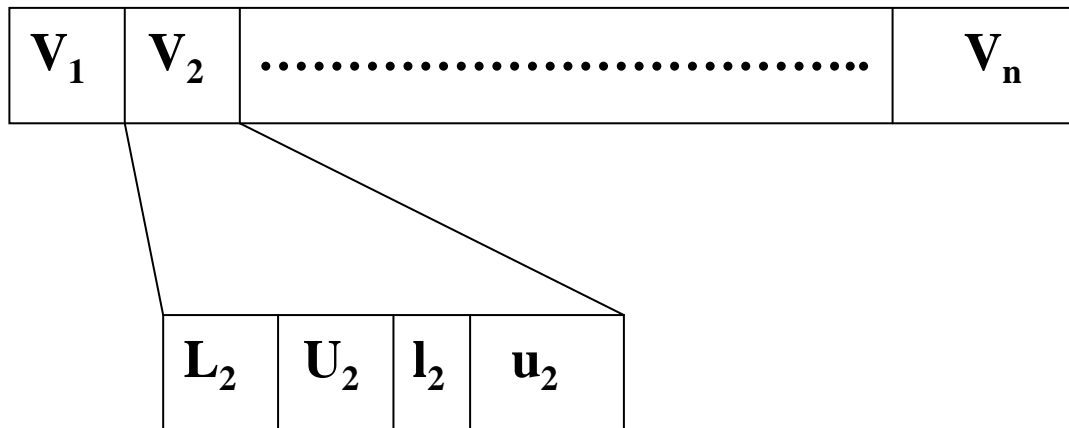 V₁ V₂ ....................................... Vₙ
L₂ U₂ l₂ u₂